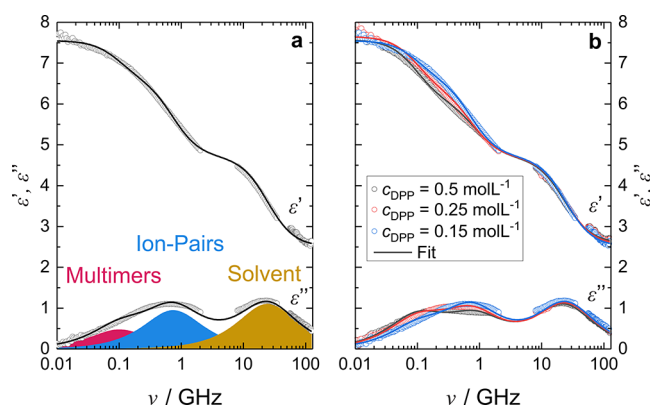 8
7
6
5
4
3
2
1
0
ε', ε''
a
ε'
Ion-Pairs
Multimers
Solvent
ε''
0.01 0.1 1 10 100
ν / GHz
b
c_DPP = 0.5 molL⁻¹
c_DPP = 0.25 molL⁻¹
c_DPP = 0.15 molL⁻¹
Fit
ε'
ε''
0.01 0.1 1 10 100
ν / GHz
8
7
6
5
4
3
2
1
0
ε', ε''